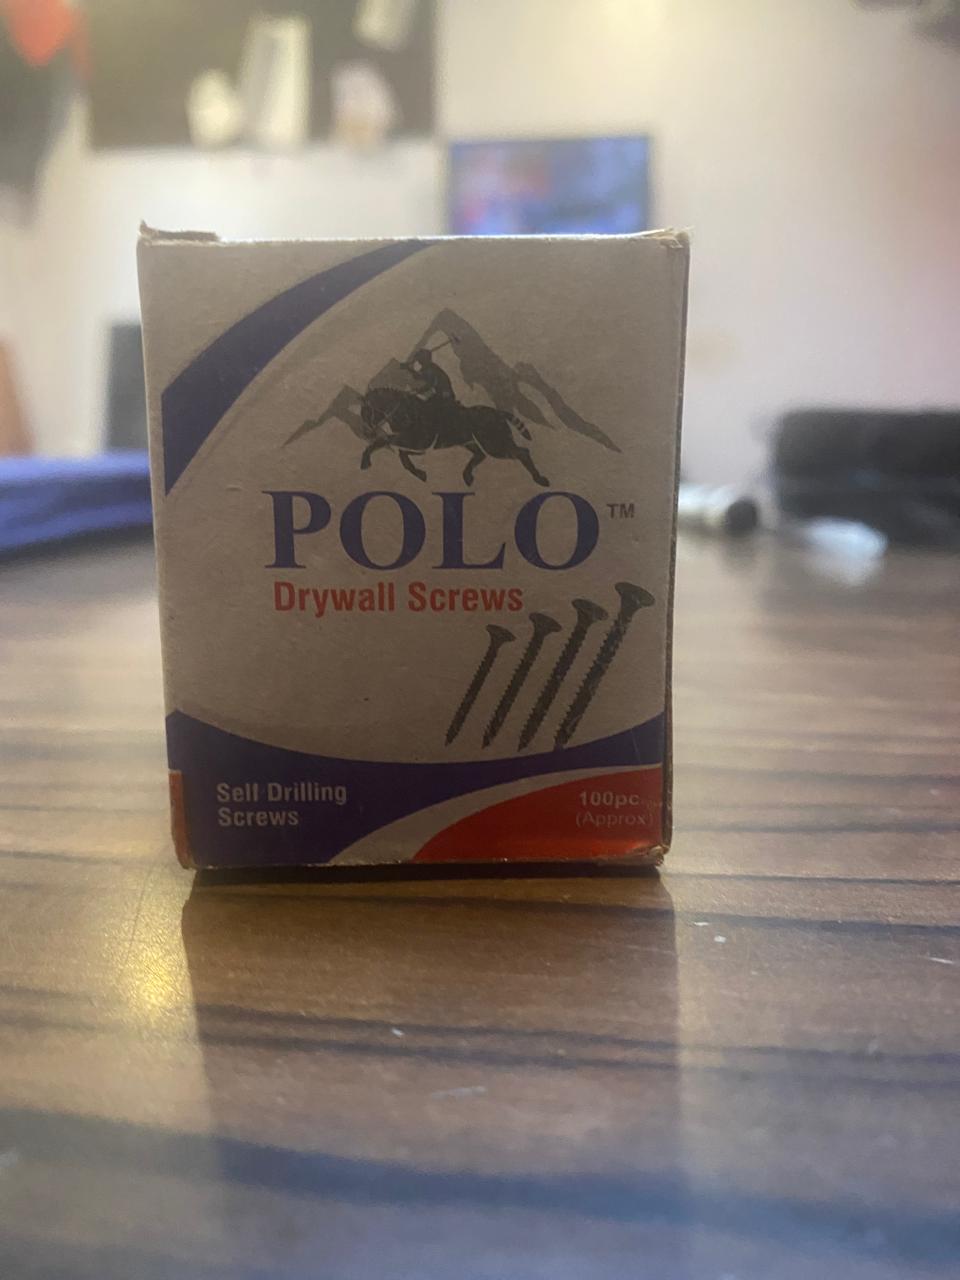 POLO™
Drywall Screws
Sell Drilling
Screws
100pc.
(Approx)